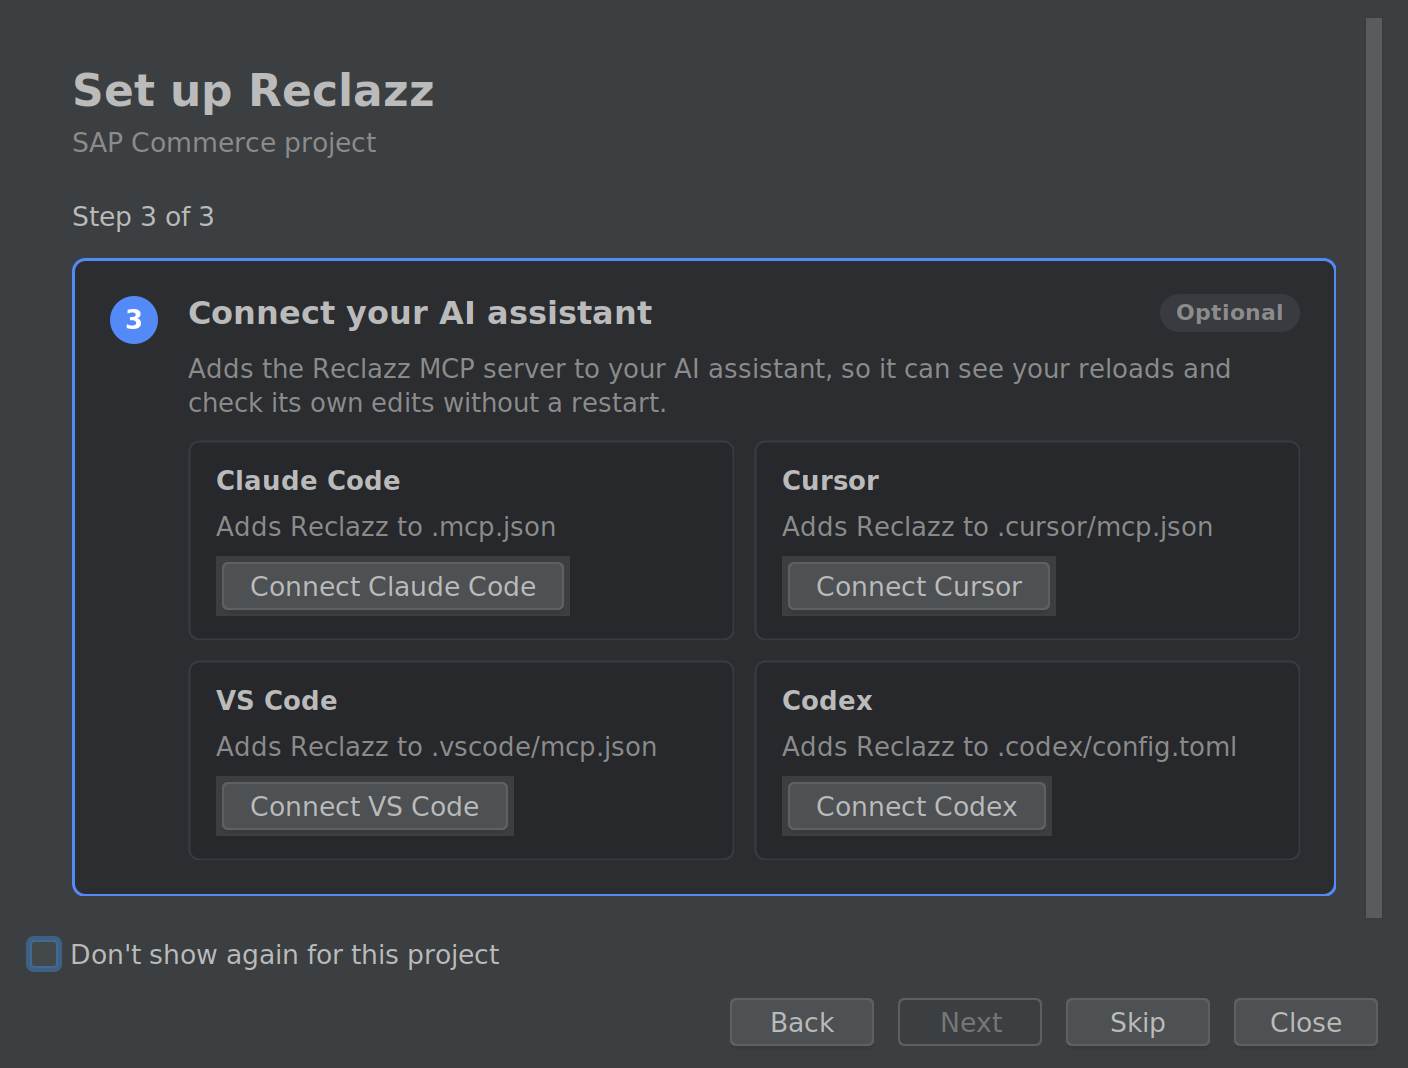 Set up Reclazz
SAP Commerce project
Step 3 of 3
3
Connect your AI assistant
Optional
Adds the Reclazz MCP server to your AI assistant, so it can see your reloads and
check its own edits without a restart.
Claude Code
Adds Reclazz to .mcp.json
Connect Claude Code
Cursor
Adds Reclazz to .cursor/mcp.json
Connect Cursor
VS Code
Adds Reclazz to .vscode/mcp.json
Connect VS Code
Codex
Adds Reclazz to .codex/config.toml
Connect Codex
Don't show again for this project
Back
Next
Skip
Close